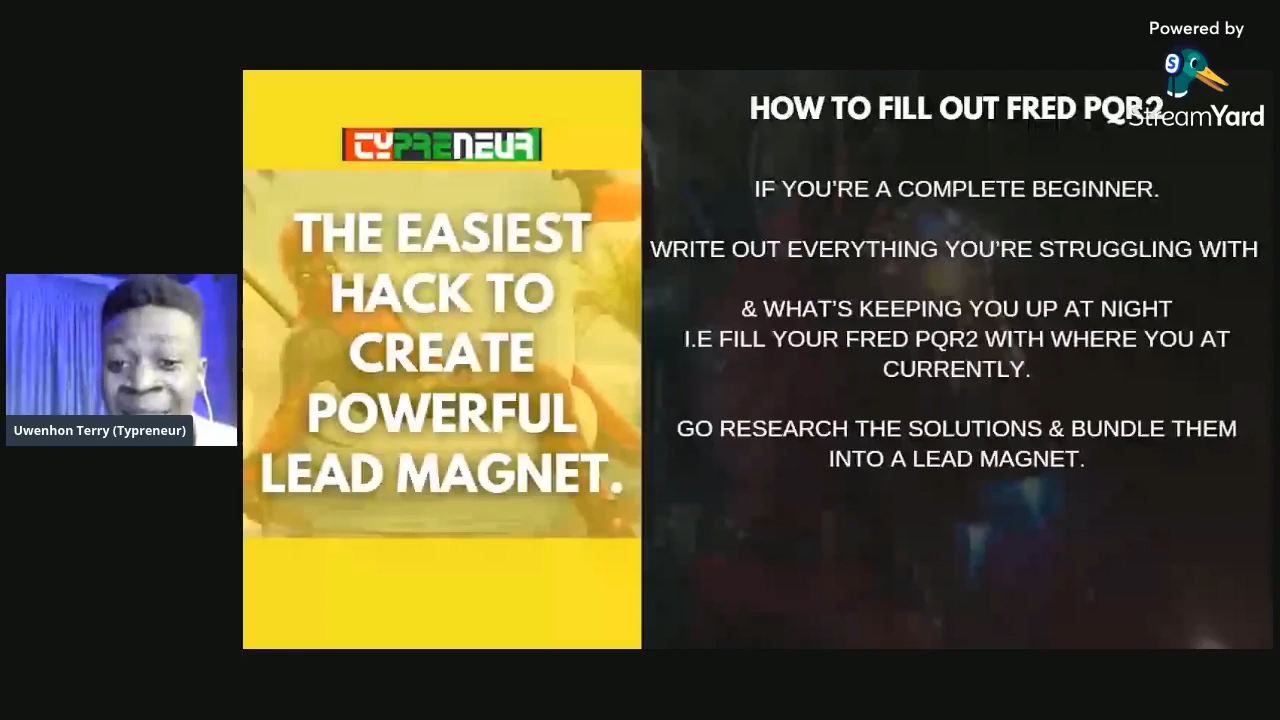 Powered by
StreamYard
TYPRENEUR
THE EASIEST
HACK TO
CREATE
POWERFUL
LEAD MAGNET.
HOW TO FILL OUT FRED PQR2
IF YOU'RE A COMPLETE BEGINNER.
WRITE OUT EVERYTHING YOU'RE STRUGGLING WITH
& WHAT'S KEEPING YOU UP AT NIGHT
I.E FILL YOUR FRED PQR2 WITH WHERE YOU AT
CURRENTLY.
GO RESEARCH THE SOLUTIONS & BUNDLE THEM
INTO A LEAD MAGNET.
Uwenhon Terry (Typreneur)